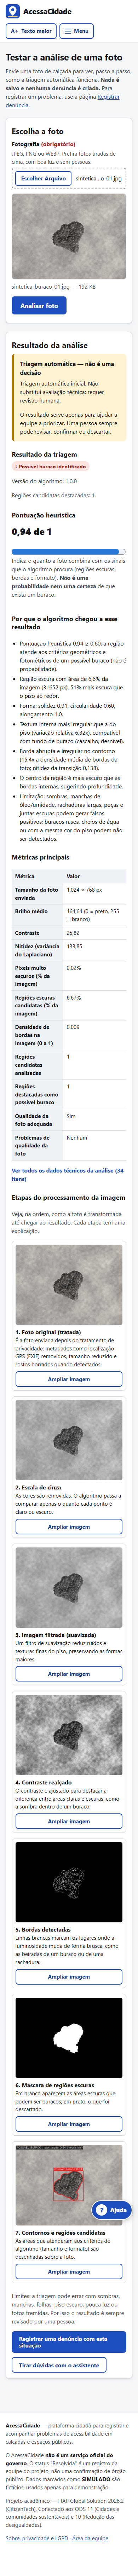 AcessaCidade
A+ Texto maior
Menu
Testar a análise de uma foto
Envie uma foto de calçada para ver, passo a passo,
como a triagem automática funciona. Nada é
salvo e nenhuma denúncia é criada. Para
registrar um problema, use a página Registrar
denúncia.
Escolha a foto
Fotografia (obrigatório)
JPEG, PNG ou WEBP. Prefira fotos tiradas de
cima, com boa luz e sem pessoas.
Escolher Arquivo sintetica...o_01.jpg
sintetica_buraco_01.jpg — 192 KB
Analisar foto
Resultado da análise
Triagem automática — não é uma
decisão
Triagem automática inicial. Não
substitui avaliação técnica; requer
revisão humana.
O resultado serve apenas para ajudar a
equipe a priorizar. Uma pessoa sempre
pode revisar, confirmar ou descartar.
Resultado da triagem
! Possível buraco identificado
Versão do algoritmo: 1.0.0
Regiões candidatas destacadas: 1.
Pontuação heurística
0,94 de 1
Indica o quanto a foto combina com os sinais
que o algoritmo procura (regiões escuras,
bordas e formato). Não é uma
probabilidade nem uma certeza de que
exista um buraco.
Por que o algoritmo chegou a esse
resultado
Pontuação heurística 0,94 ≥ 0,60: a região
atende aos critérios geométricos e
fotométricos de buraco possível (não é
probabilidade).
Região escura com área de 6,6% da
imagem (31652 px), 51% mais escura que
o piso ao redor.
Forma: solidez 0,91, circularidade 0,60,
alongamento 1.0.
Textura interna mais irregular que a do
piso (variação relativa 6,32x), compatível
com fundo de buraco (cascalho, desnível).
Borda abrupta e irregular no contorno
(15,4x a densidade média de bordas da
foto; nitidez da transição 0,138).
O centro da região é mais escuro que as
bordas internas, sugerindo profundidade.
Limitação: sombras, manchas de
óleo/umidade, rachaduras largas, poças e
juntas escuras podem gerar falsos
positivos; buracos rasos, cheios de água
ou com a mesma cor do piso podem não
ser detectados.
Métricas principais
Métrica Valor
Tamanho da foto enviada 1.024 × 768 px
Brilho médio 164,64 (0 = preto, 255 = branco)
Contraste 25,82
Nitidez (variância do Laplaciano) 133,85
Pixels muito escuros (% da imagem) 0,02%
Regiões escuras candidatas (% da imagem) 6,67%
Densidade de bordas na imagem (0 a 1) 0,009
Regiões candidatas analisadas 1
Regiões destacadas como possível buraco 1
Qualidade da foto adequada Sim
Problemas de qualidade da foto Nenhum
Ver todos os dados técnicos da análise (34
itens)
Etapas do processamento da imagem
Veja, na ordem, como a foto é transformada
até chegar ao resultado. Cada etapa tem uma
explicação.
1. Foto original (tratada)
É a foto enviada depois do tratamento de
privacidade: metadados como localização
GPS (EXIF) removidos, tamanho reduzido e
rostos borrados quando detectados.
Ampliar imagem
2. Escala de cinza
As cores são removidas. O algoritmo passa a
comparar apenas o quanto cada ponto é
claro ou escuro.
Ampliar imagem
3. Imagem filtrada (suavizada)
Um filtro de suavização reduz ruídos e
texturas finas do piso, preservando as formas
maiores.
Ampliar imagem
4. Contraste realçado
O contraste é ajustado para destacar a
diferença entre áreas claras e escuras, como
a sombra dentro de um buraco.
Ampliar imagem
5. Bordas detectadas
Linhas brancas marcam os lugares onde a
luminosidade muda de forma brusca, como
as beiradas de um buraco ou de uma
rachadura.
Ampliar imagem
6. Máscara de regiões escuras
Em branco aparecem as áreas escuras que
podem ser buracos; em preto, o que foi
descartado.
Ampliar imagem
? Ajuda
7. Contornos e regiões candidatas
As áreas que atenderam aos critérios do
algoritmo (tamanho e formato) são
desenhadas sobre a foto.
Ampliar imagem
Limites: a triagem pode errar com sombras,
manchas, folhas, piso escuro, pouca luz ou
fotos tremidas. Por isso o resultado é sempre
revisado por uma pessoa.
Registrar uma denúncia com esta
situação
Tirar dúvidas com o assistente
AcessaCidade — plataforma cidadã para registrar e
acompanhar problemas de acessibilidade em
calçadas e espaços públicos.
O AcessaCidade não é um serviço oficial do
governo. O status "Resolvida" é um registro da
equipe do projeto, não uma confirmação de órgão
público. Dados marcados como SIMULADO são
fictícios, usados apenas para demonstração.
Projeto acadêmico — FIAP Global Solution 2026.2
(CitizenTech). Conectado aos ODS 11 (Cidades e
comunidades sustentáveis) e 10 (Redução das
desigualdades).
Sobre, privacidade e LGPD · Área da equipe